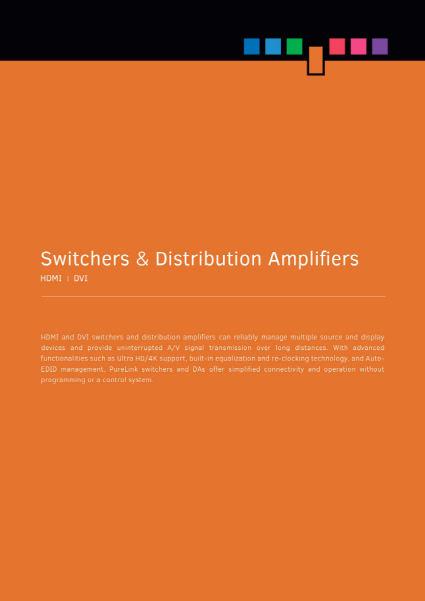 Switchers & Distribution Amplifiers
HDMI | DVI
HDMI and DVI switchers and distribution amplifiers can reliably manage multiple source and display
devices and provide uninterrupted A/V signal transmission over long distances. With advanced
functionalities such as Ultra HD/4K support, built-in equalization and re-clocking technology, and Auto-
EDID management, PureLink switchers and DAs offer simplified connectivity and operation without
programming or a control system.